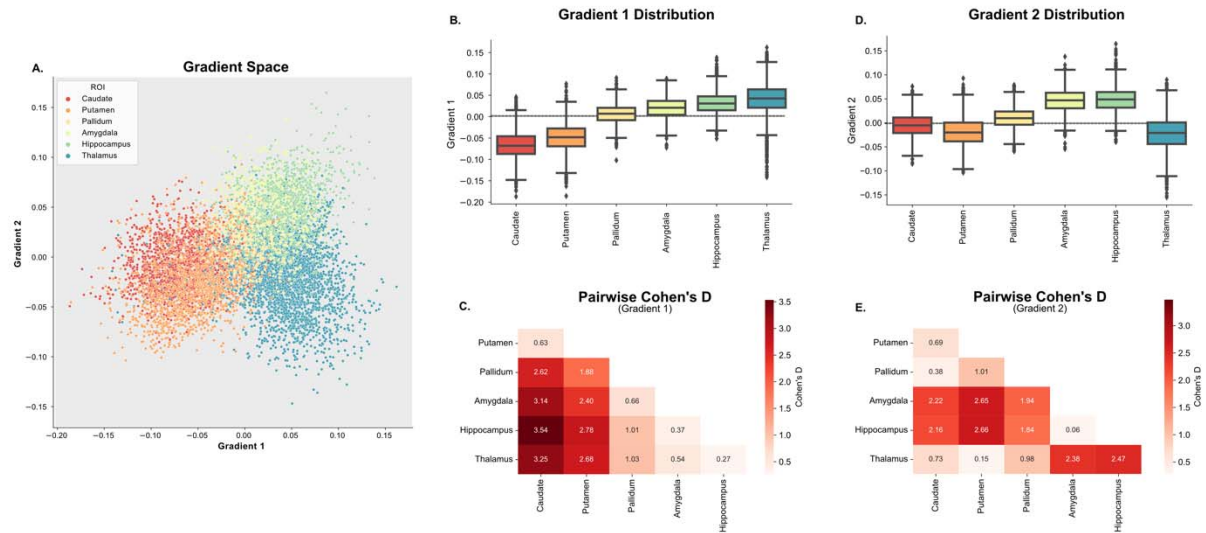 A.
Gradient Space
ROI
Caudate
Putamen
Pallidum
Amygdala
Hippocampus
Thalamus
Gradient 2
0.15
0.10
0.05
0.00
−0.05
−0.10
−0.15
−0.20
−0.15
−0.10
−0.05
0.00
0.05
0.10
0.15
Gradient 1
B.
Gradient 1 Distribution
Gradient 1
0.15
0.10
0.05
0.00
−0.05
−0.10
−0.15
−0.20
Caudate
Putamen
Pallidum
Amygdala
Hippocampus
Thalamus
D.
Gradient 2 Distribution
Gradient 2
0.15
0.10
0.05
0.00
−0.05
−0.10
−0.15
Caudate
Putamen
Pallidum
Amygdala
Hippocampus
Thalamus
C.
Pairwise Cohen's D
(Gradient 1)
Putamen 0.63
Pallidum 2.62
Amygdala 3.14 2.40 0.66
Hippocampus 3.54 2.78 1.01 0.37
Thalamus 3.25 2.68 1.03 0.54 0.27
Caudate
Putamen
Pallidum
Amygdala
Hippocampus
3.5
3.0
2.5
2.0
1.5
1.0
0.5
Cohen's D
E.
Pairwise Cohen's D
(Gradient 2)
Putamen 0.69
Pallidum 0.38 1.01
Amygdala 2.22 2.65 1.94
Hippocampus 2.16 2.66 1.84 0.06
Thalamus 0.73 0.15 0.98 2.38 2.47
Caudate
Putamen
Pallidum
Amygdala
Hippocampus
3.0
2.5
2.0
1.5
1.0
0.5
Cohen's D